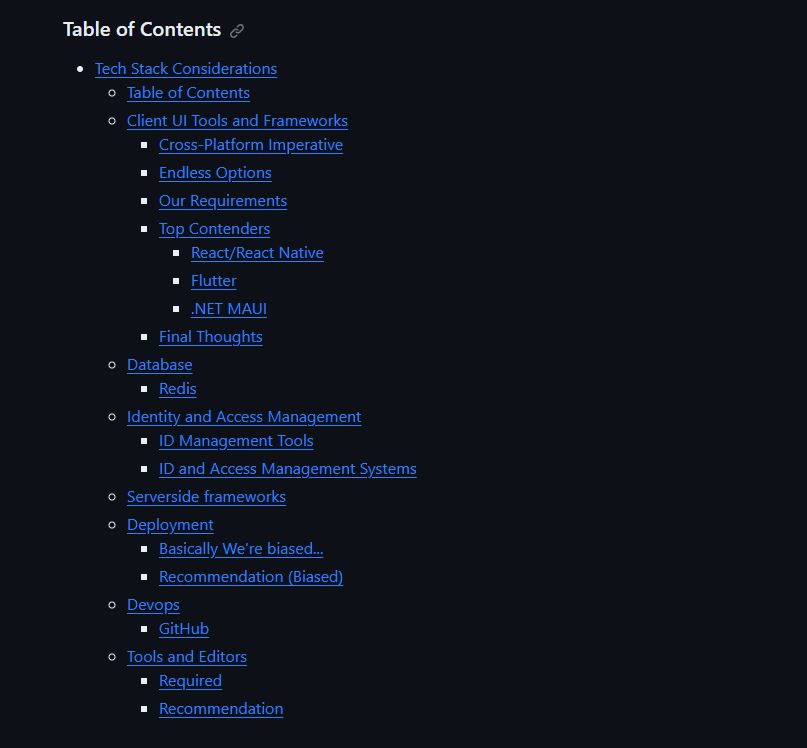 Table of Contents
Tech Stack Considerations
Table of Contents
Client UI Tools and Frameworks
Cross-Platform Imperative
Endless Options
Our Requirements
Top Contenders
React/React Native
Flutter
.NET MAUI
Final Thoughts
Database
Redis
Identity and Access Management
ID Management Tools
ID and Access Management Systems
Serverside frameworks
Deployment
Basically We're biased...
Recommendation (Biased)
Devops
GitHub
Tools and Editors
Required
Recommendation